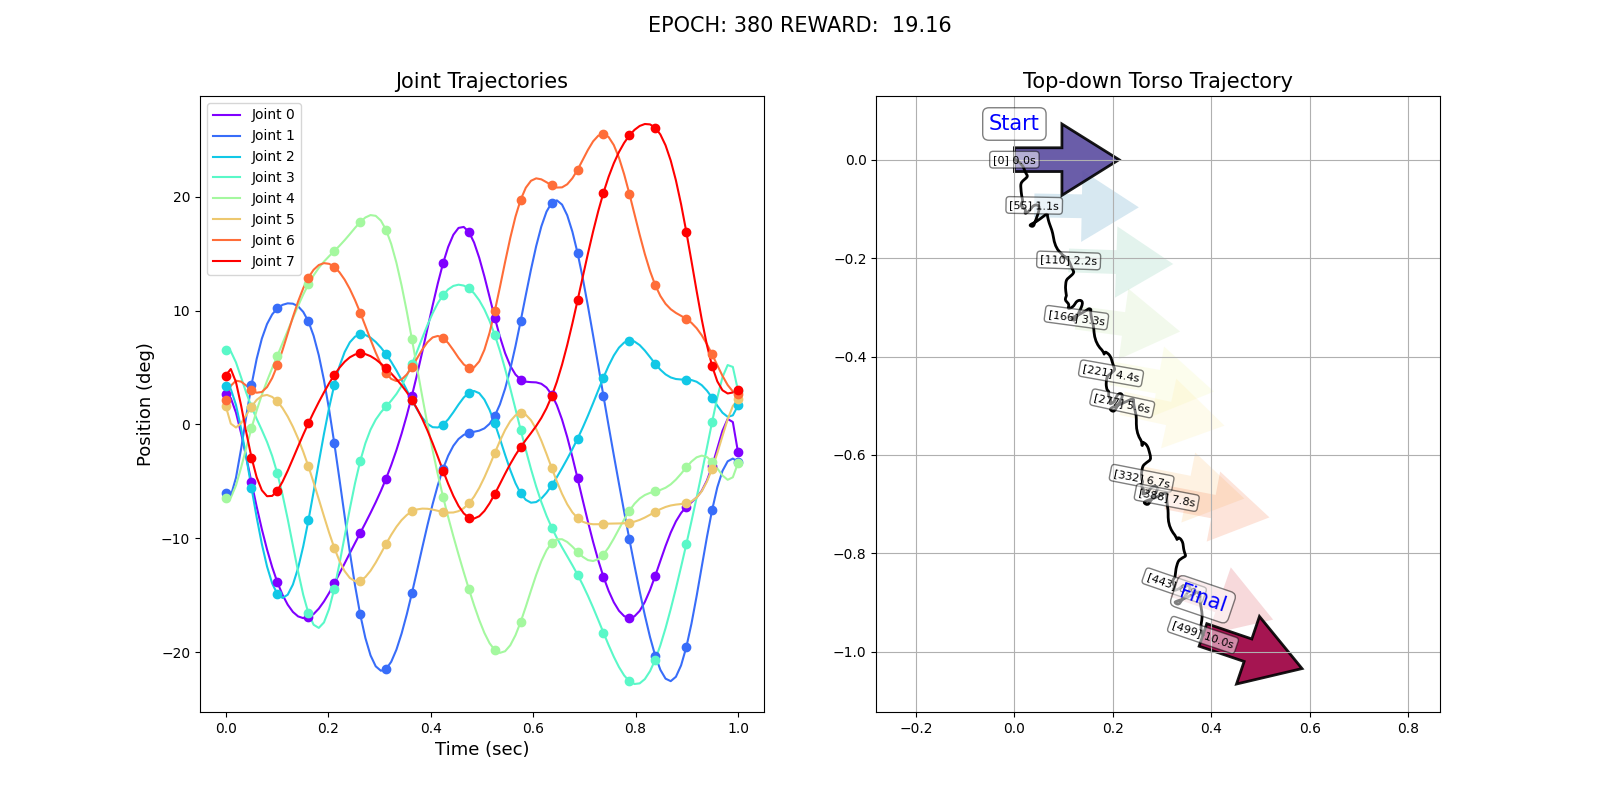 EPOCH: 380 REWARD:  19.16
Joint Trajectories
Joint 0
Joint 1
Joint 2
Joint 3
Joint 4
Joint 5
Joint 6
Joint 7
20
10
0
−10
−20
Position (deg)
0.0
0.2
0.4
0.6
0.8
1.0
Time (sec)
Top-down Torso Trajectory
Start
[0] 0.0s
[55] 1.1s
[110] 2.2s
[166] 3.3s
[221] 4.4s
[277] 5.6s
[332] 6.7s
[388] 7.8s
[443]
Final
[499] 10.0s
0.0
−0.2
−0.4
−0.6
−0.8
−1.0
−0.2
0.0
0.2
0.4
0.6
0.8